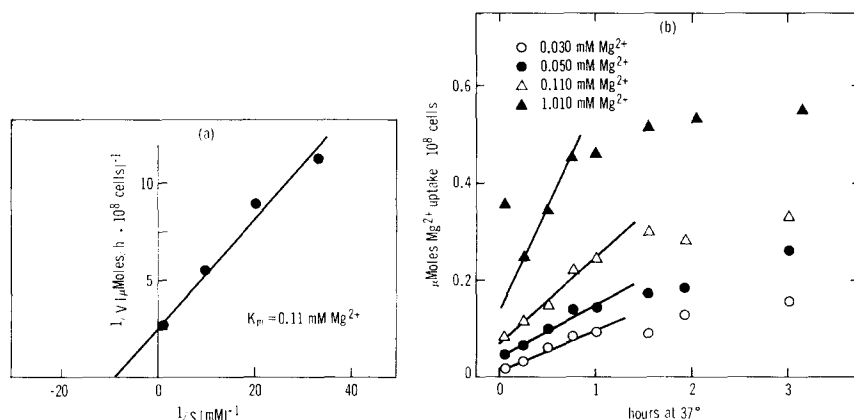 (a)
1/V [μMoles, h · 10⁸ cells]⁻¹
10
5
0
Kₘ = 0.11 mM Mg²⁺
-20
0
20
40
1/S [mM]⁻¹
(b)
0.030 mM Mg²⁺
0.050 mM Mg²⁺
0.110 mM Mg²⁺
1.010 mM Mg²⁺
μMoles Mg²⁺ uptake 10⁸ cells
0.6
0.4
0.2
0
0
1
2
3
hours at 37°